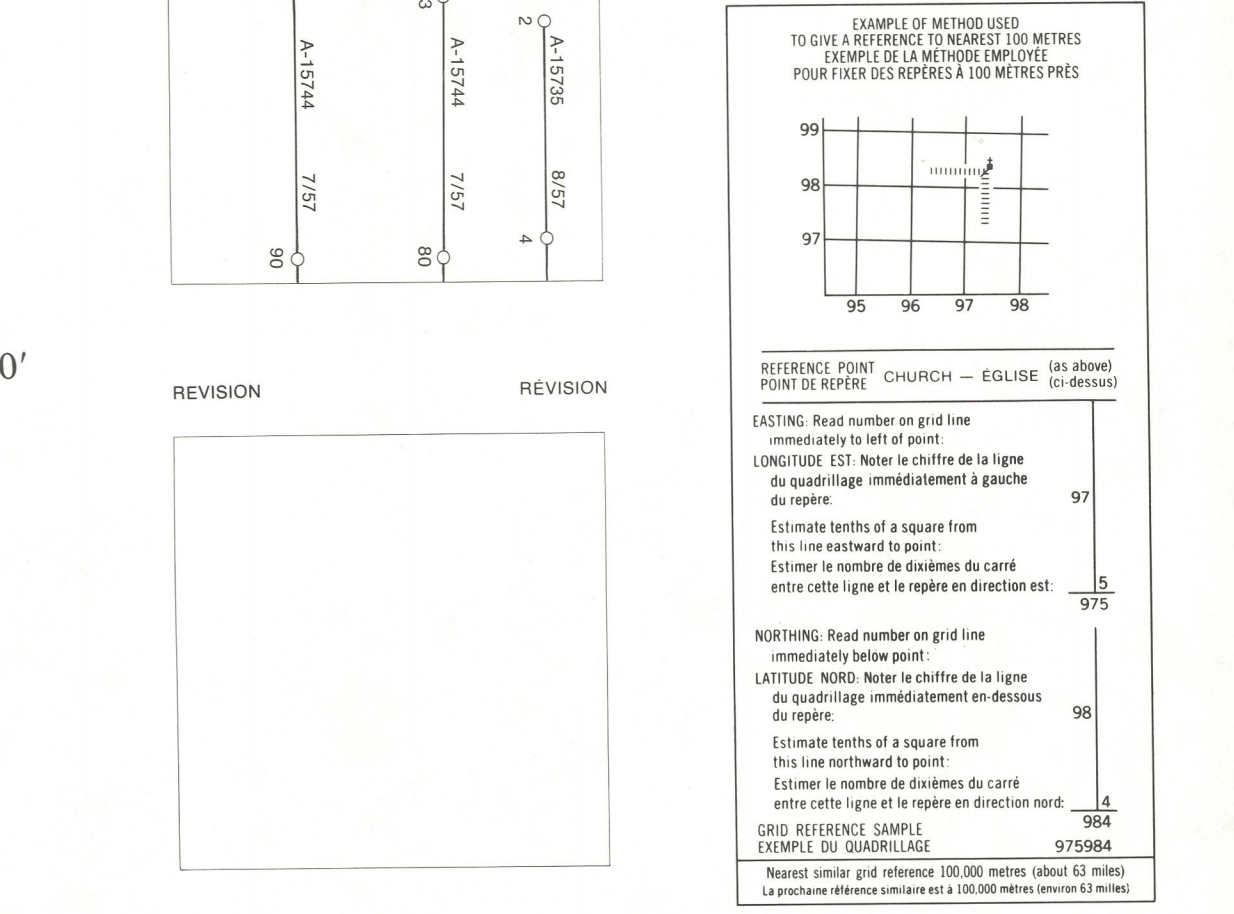 3
2
A-15744
A-15744
A-15735
7/57
7/57
8/57
90
80
4
0'
REVISION
RÉVISION
EXAMPLE OF METHOD USED
TO GIVE A REFERENCE TO NEAREST 100 METRES
EXEMPLE DE LA MÉTHODE EMPLOYÉE
POUR FIXER DES REPÈRES À 100 MÈTRES PRÈS
99
98
97
95 96 97 98
REFERENCE POINT
POINT DE REPÈRE
CHURCH — ÉGLISE
(as above)
(ci-dessus)
EASTING: Read number on grid line
immediately to left of point:
LONGITUDE EST: Noter le chiffre de la ligne
du quadrillage immédiatement à gauche
du repère: 97
Estimate tenths of a square from
this line eastward to point:
Estimer le nombre de dixièmes du carré
entre cette ligne et le repère en direction est: 5
975
NORTHING: Read number on grid line
immediately below point:
LATITUDE NORD: Noter le chiffre de la ligne
du quadrillage immédiatement en-dessous
du repère: 98
Estimate tenths of a square from
this line northward to point:
Estimer le nombre de dixièmes du carré
entre cette ligne et le repère en direction nord: 4
984
GRID REFERENCE SAMPLE
EXEMPLE DU QUADRILLAGE 975984
Nearest similar grid reference 100,000 metres (about 63 miles)
La prochaine référence similaire est à 100,000 mètres (environ 63 milles)